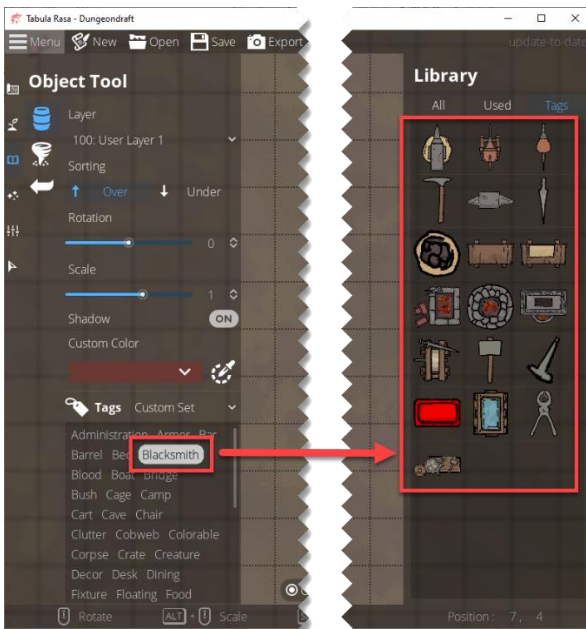 Tabula Rasa - Dungeondraft
Menu New Open Save Export
update-to-date
Object Tool
Layer
100: User Layer 1
Sorting
Over Under
Rotation
0
Scale
1
Shadow
ON
Custom Color
Tags Custom Set
Administration Armor Bar
Barrel Bed Blacksmith
Blood Boat Bridge
Bush Cage Camp
Cart Cave Chair
Clutter Cobweb Colorable
Corpse Crate Creature
Decor Desk Dining
Fixture Floating Food
Rotate ALT + Scale
Library
All Used Tags
Position: 7, 4